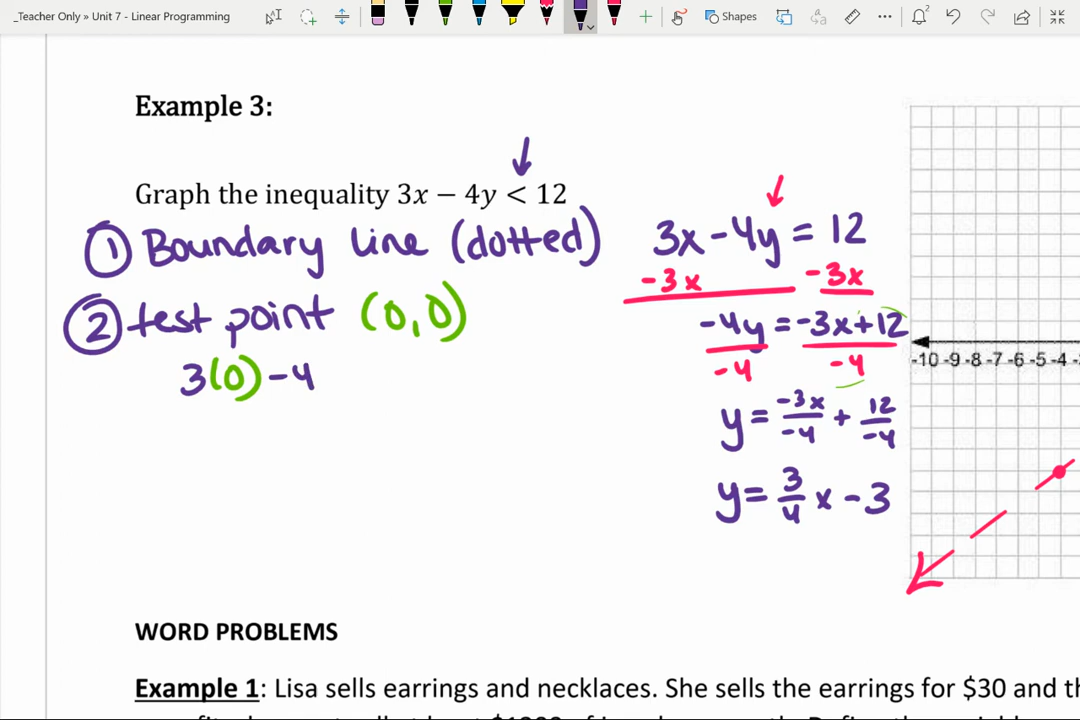 _Teacher Only » Unit 7 - Linear Programming
Shapes
2
Example 3:
Graph the inequality 3x − 4y < 12
① Boundary line (dotted)
② test point (0,0)
3(0)-4
3x-4y = 12
-3x -3x
-4y = -3x+12
-4 -4
y = -3x/-4 + 12/-4
y = 3/4 x - 3
-10 -9 -8 -7 -6 -5 -4
WORD PROBLEMS
Example 1: Lisa sells earrings and necklaces. She sells the earrings for $30 and